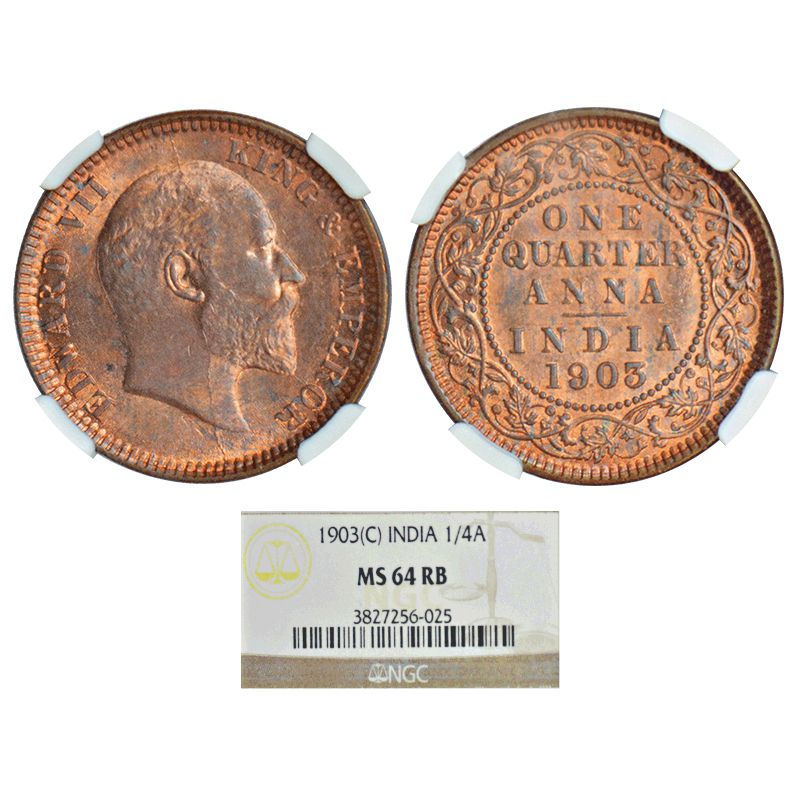 EDWARD VII KING & EMPEROR
ONE
QUARTER
ANNA
INDIA
1903
1903(C) INDIA 1/4A
MS 64 RB
NGC
3827256-025
NGC